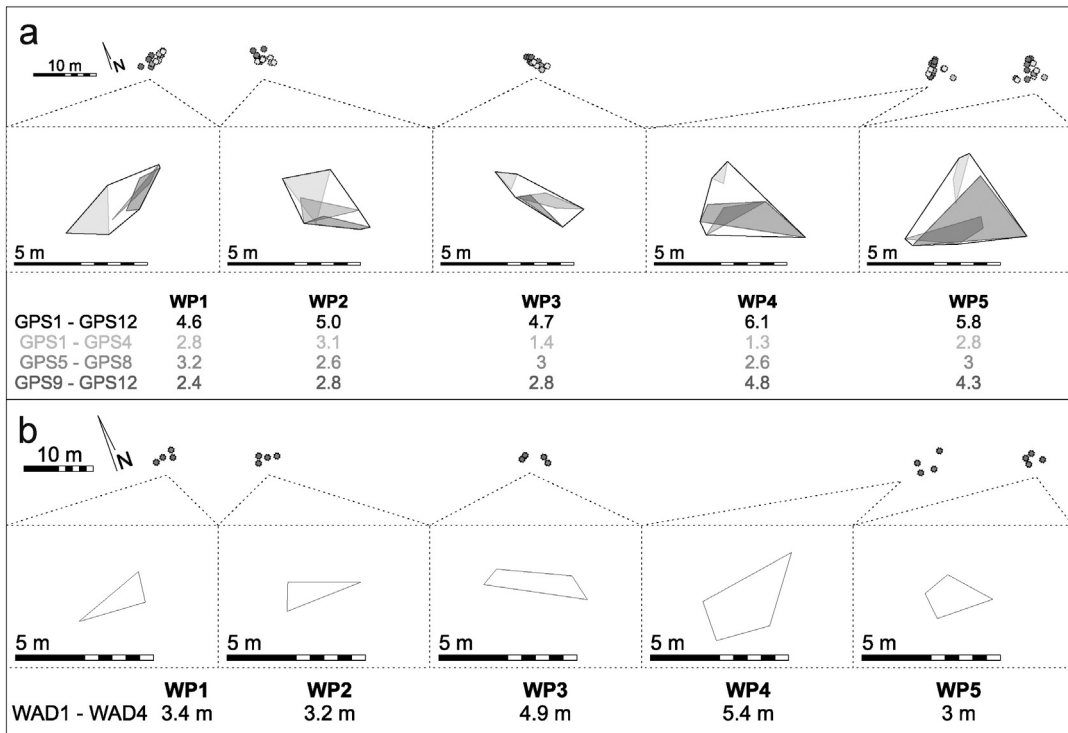 a
10 m
N
5 m 5 m 5 m 5 m 5 m
WP1 WP2 WP3 WP4 WP5
GPS1 - GPS12 4.6 5.0 4.7 6.1 5.8
GPS1 - GPS4 2.8 3.1 1.4 1.3 2.8
GPS5 - GPS8 3.2 2.6 3 2.6 3
GPS9 - GPS12 2.4 2.8 2.8 4.8 4.3
b
10 m
N
5 m 5 m 5 m 5 m 5 m
WP1 WP2 WP3 WP4 WP5
WAD1 - WAD4 3.4 m 3.2 m 4.9 m 5.4 m 3 m